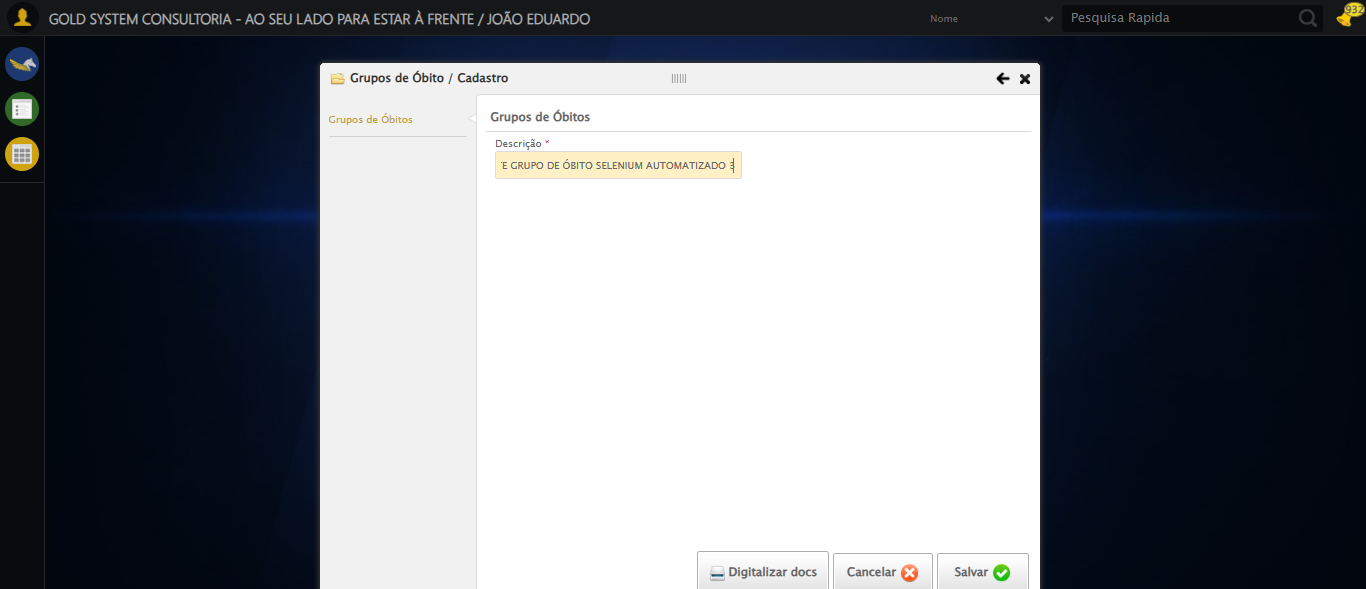 GOLD SYSTEM CONSULTORIA - AO SEU LADO PARA ESTAR À FRENTE / JOÃO EDUARDO
Nome
Pesquisa Rapida
932
Grupos de Óbito / Cadastro
Grupos de Óbitos
Grupos de Óbitos
Descrição *
GRUPO DE ÓBITO SELENIUM AUTOMATIZADO
Digitalizar docs
Cancelar
Salvar